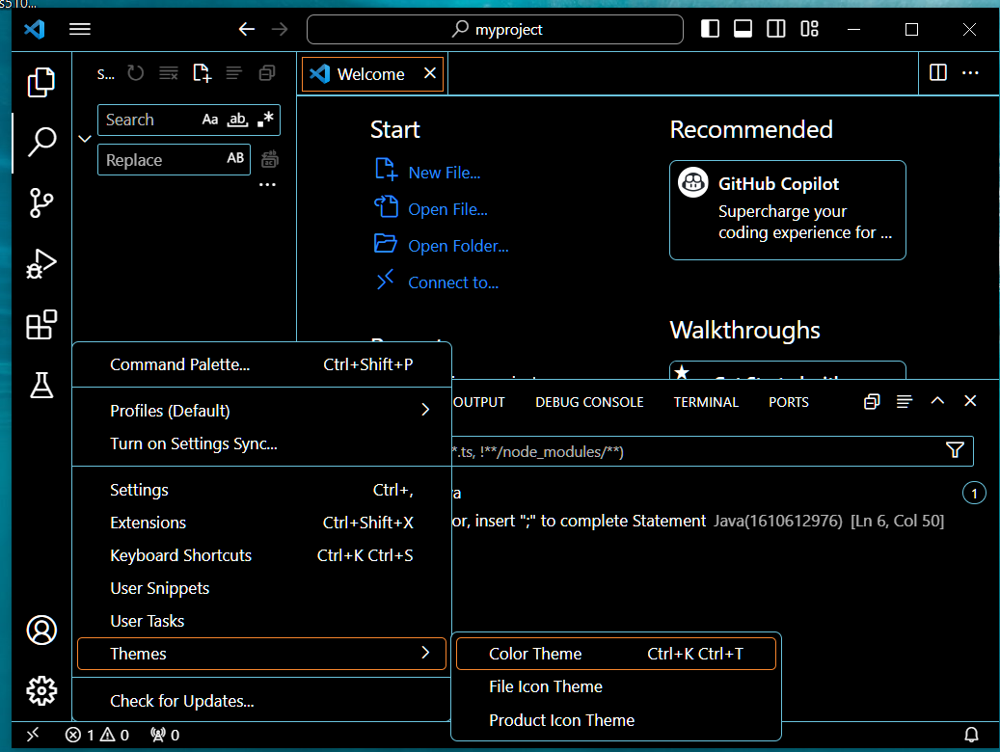 s510...
myproject
S...
Welcome
Search Aa ab .*
Replace AB
Start
New File...
Open File...
Open Folder...
Connect to...
Recommended
GitHub Copilot
Supercharge your
coding experience for ...
Walkthroughs
Command Palette... Ctrl+Shift+P
Profiles (Default)
Turn on Settings Sync...
Settings Ctrl+,
Extensions Ctrl+Shift+X
Keyboard Shortcuts Ctrl+K Ctrl+S
User Snippets
User Tasks
Themes
Check for Updates...
Color Theme Ctrl+K Ctrl+T
File Icon Theme
Product Icon Theme
OUTPUT DEBUG CONSOLE TERMINAL PORTS
*.ts, !**/node_modules/**)
va 1
or, insert ";" to complete Statement Java(1610612976) [Ln 6, Col 50]
1 0 0